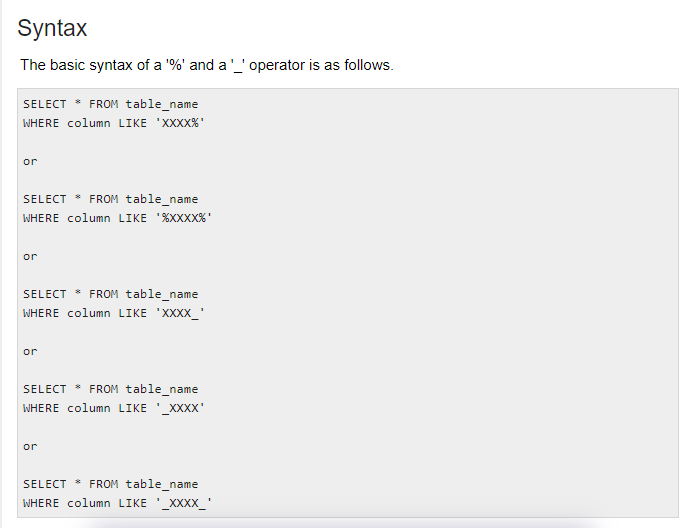 Syntax
The basic syntax of a '%' and a '_' operator is as follows.
SELECT * FROM table_name
WHERE column LIKE 'XXXX%'
or
SELECT * FROM table_name
WHERE column LIKE '%XXXX%'
or
SELECT * FROM table_name
WHERE column LIKE 'XXXX_'
or
SELECT * FROM table_name
WHERE column LIKE '_XXXX'
or
SELECT * FROM table_name
WHERE column LIKE '_XXXX_'